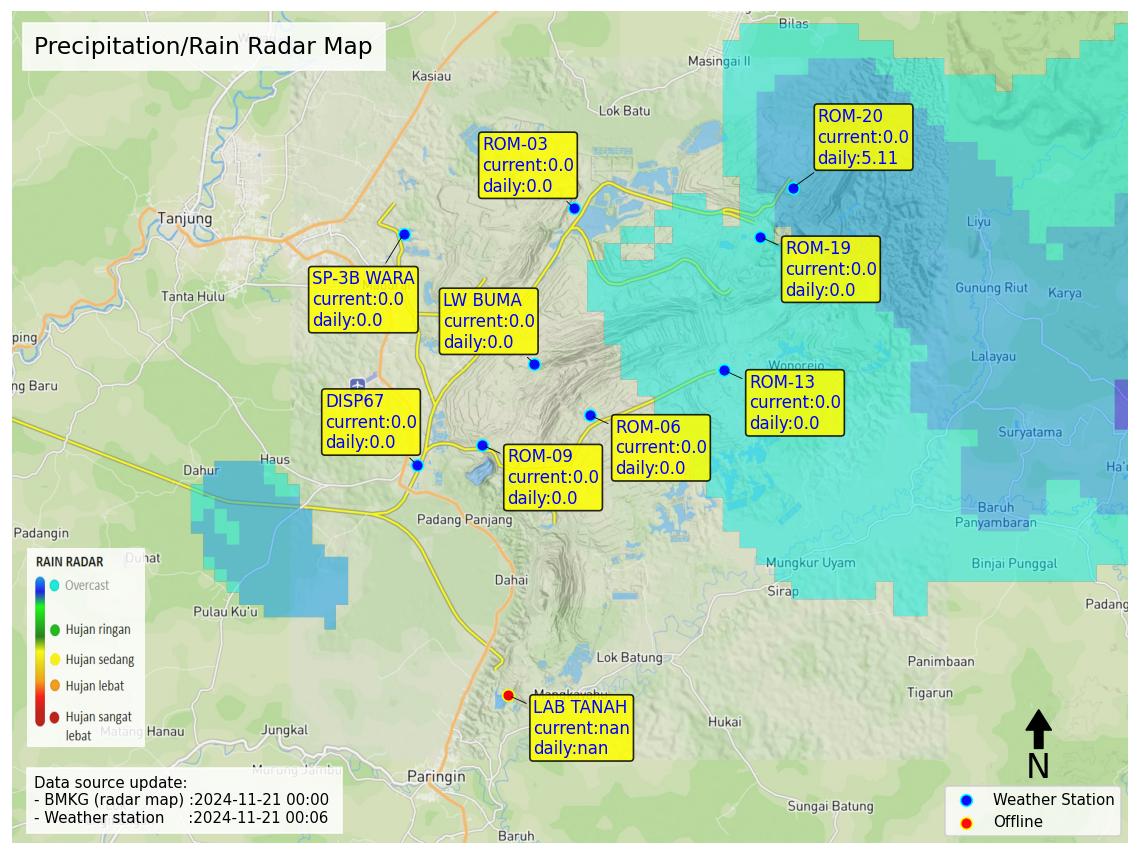 Precipitation/Rain Radar Map
Bilas
Masingai II
Kasiau
Lok Batu
ROM-20
current:0.0
daily:5.11
ROM-03
current:0.0
daily:0.0
Tanjung
Liyu
ROM-19
current:0.0
daily:0.0
SP-3B WARA
current:0.0
daily:0.0
Tanta Hulu
LW BUMA
current:0.0
daily:0.0
Gunung Riut
Karya
ping
Lalayau
Wonorejo
ng Baru
ROM-13
current:0.0
daily:0.0
DISP67
current:0.0
daily:0.0
ROM-06
current:0.0
daily:0.0
Suryatama
Haus
Dahur
ROM-09
current:0.0
daily:0.0
Ha'u
Baruh
Panyambaran
Padang Panjang
Padangin
Duhat
Mungkur Uyam
Binjai Punggal
Dahai
Sirap
Padang
Pulau Ku'u
RAIN RADAR
Overcast
Hujan ringan
Hujan sedang
Hujan lebat
Hujan sangat
lebat
Lok Batung
Panimbaan
Tigarun
Mangkayahu
LAB TANAH
current:nan
daily:nan
Hukai
Matang Hanau
Jungkal
Murung Jambu
Paringin
N
Data source update:
- BMKG (radar map) :2024-11-21 00:00
- Weather station :2024-11-21 00:06
Sungai Batung
Baruh
Weather Station
Offline